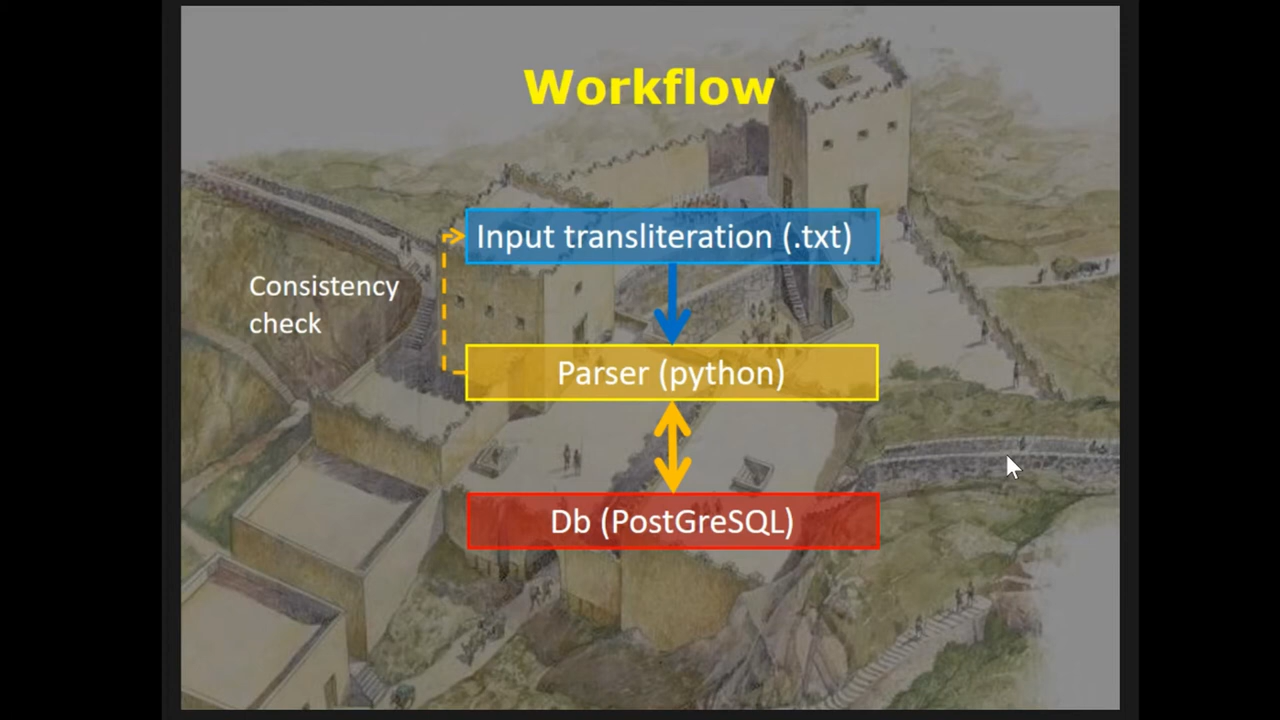 Workflow
Input transliteration (.txt)
Consistency
check
Parser (python)
Db (PostGreSQL)